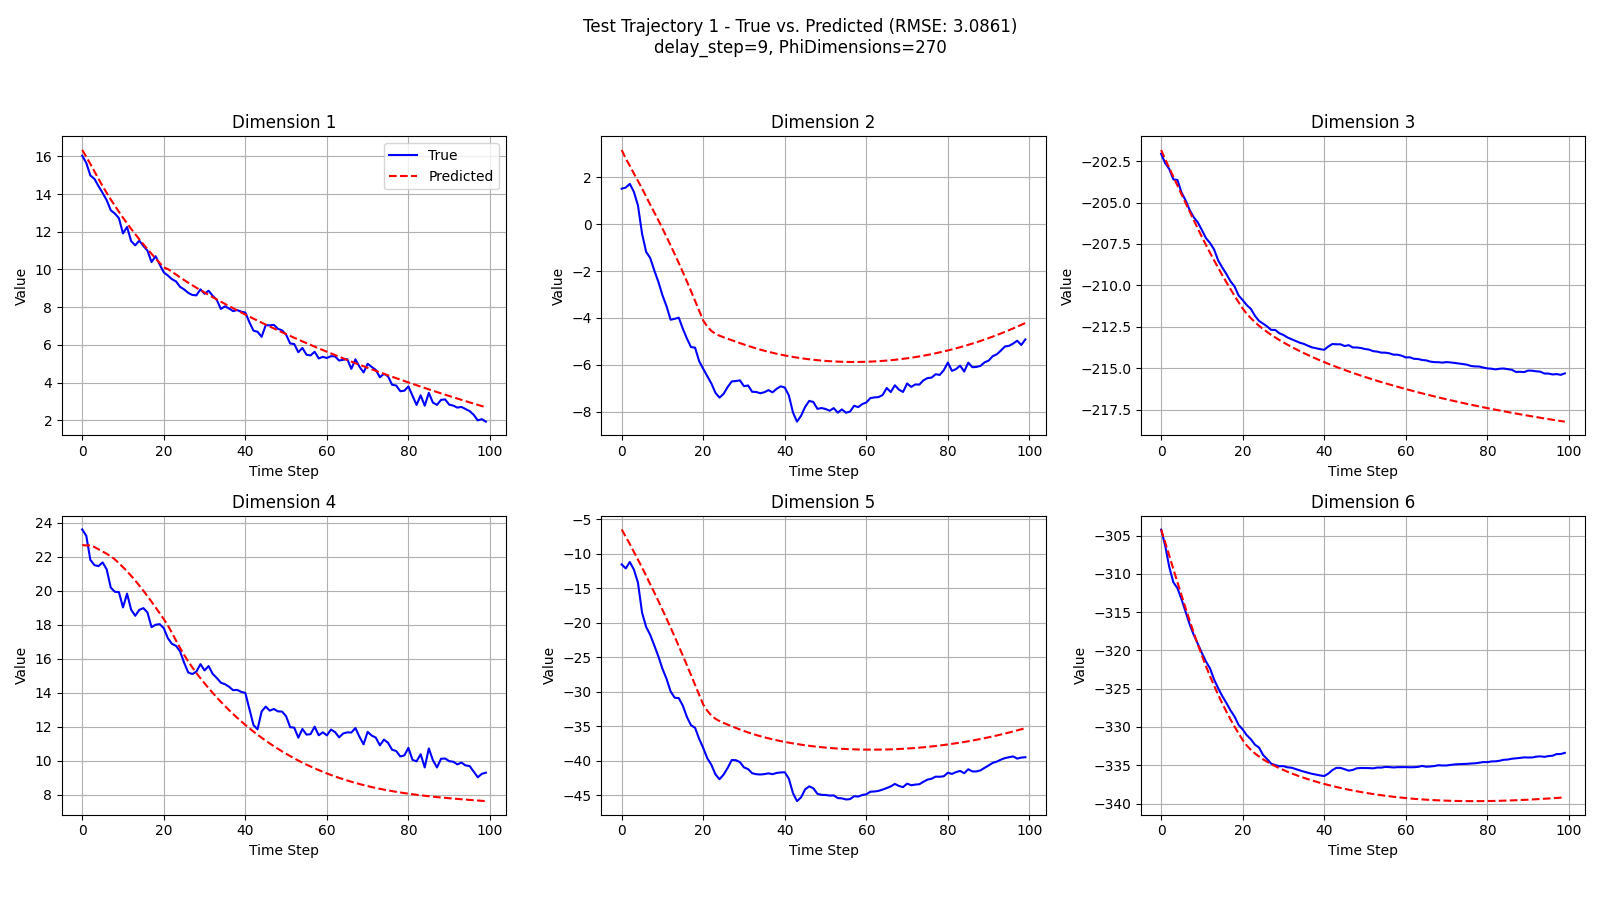 Test Trajectory 1 - True vs. Predicted (RMSE: 3.0861)
delay_step=9, PhiDimensions=270
Dimension 1
Value
16
14
12
10
8
6
4
2
0 20 40 60 80 100
Time Step
True
Predicted
Dimension 2
Value
2
0
−2
−4
−6
−8
0 20 40 60 80 100
Time Step
Dimension 3
Value
−202.5
−205.0
−207.5
−210.0
−212.5
−215.0
−217.5
0 20 40 60 80 100
Time Step
Dimension 4
Value
24
22
20
18
16
14
12
10
8
0 20 40 60 80 100
Time Step
Dimension 5
Value
−5
−10
−15
−20
−25
−30
−35
−40
−45
0 20 40 60 80 100
Time Step
Dimension 6
Value
−305
−310
−315
−320
−325
−330
−335
−340
0 20 40 60 80 100
Time Step